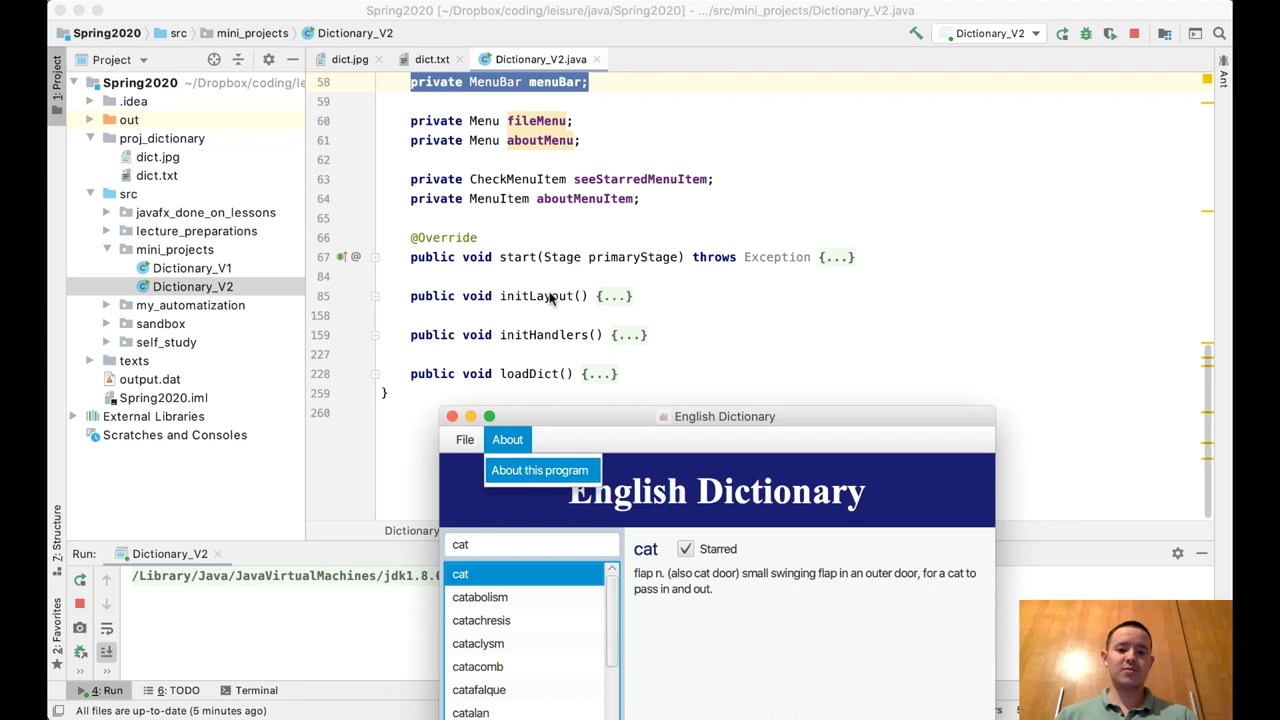 Spring2020 [~/Dropbox/coding/leisure/java/Spring2020] - .../src/mini_projects/Dictionary_V2.java
Spring2020
src
mini_projects
Dictionary_V2
Dictionary_V2
Project
dict.jpg
dict.txt
Dictionary_V2.java
1: Project
Ant
Spring2020 ~/Dropbox/coding/le
.idea
out
proj_dictionary
dict.jpg
dict.txt
src
javafx_done_on_lessons
lecture_preparations
mini_projects
Dictionary_V1
Dictionary_V2
my_automatization
sandbox
self_study
texts
output.dat
Spring2020.iml
External Libraries
Scratches and Consoles
58 private MenuBar menuBar;
59
60 private Menu fileMenu;
61 private Menu aboutMenu;
62
63 private CheckMenuItem seeStarredMenuItem;
64 private MenuItem aboutMenuItem;
65
66 @Override
67 @ public void start(Stage primaryStage) throws Exception {...}
84
85 public void initLayout() {...}
158
159 public void initHandlers() {...}
227
228 public void loadDict() {...}
259 }
260
Dictionary
English Dictionary
File About
About this program
English Dictionary
cat
cat
catabolism
catachresis
cataclysm
catacomb
catafalque
catalan
cat Starred
flap n. (also cat door) small swinging flap in an outer door, for a cat to
pass in and out.
7: Structure
2: Favorites
Run: Dictionary_V2
/Library/Java/JavaVirtualMachines/jdk1.8.0
>> >>
4: Run 6: TODO Terminal
All files are up-to-date (5 minutes ago)